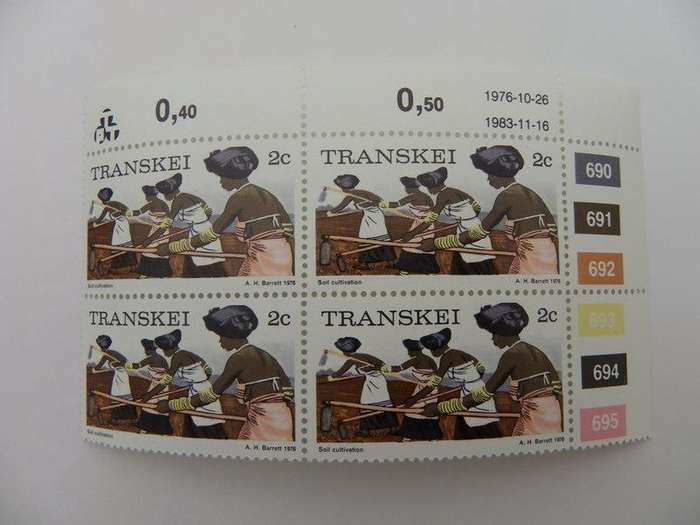 0,40
0,50
1976-10-26
1983-11-16
TRANSKEI 2c
Soil cultivation A. H. Barrett 1976
TRANSKEI 2c
Soil cultivation A. H. Barrett 1976
690
691
692
TRANSKEI 2c
Soil cultivation A. H. Barrett 1976
TRANSKEI 2c
Soil cultivation A. H. Barrett 1976
693
694
695